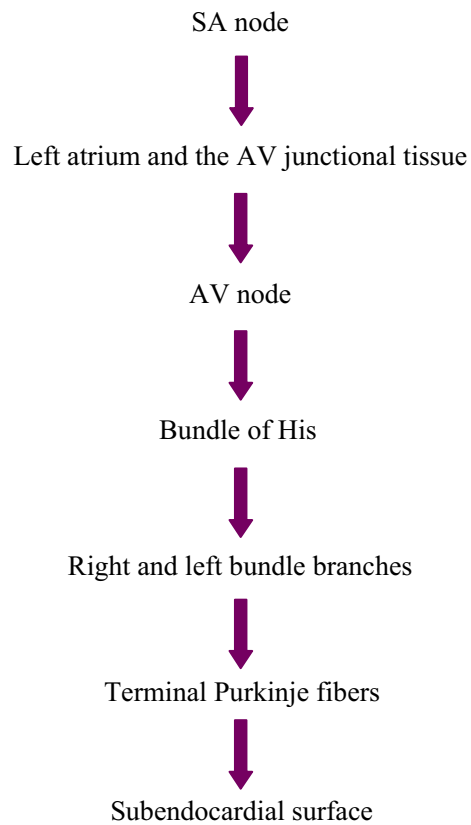 SA node
Left atrium and the AV junctional tissue
AV node
Bundle of His
Right and left bundle branches
Terminal Purkinje fibers
Subendocardial surface